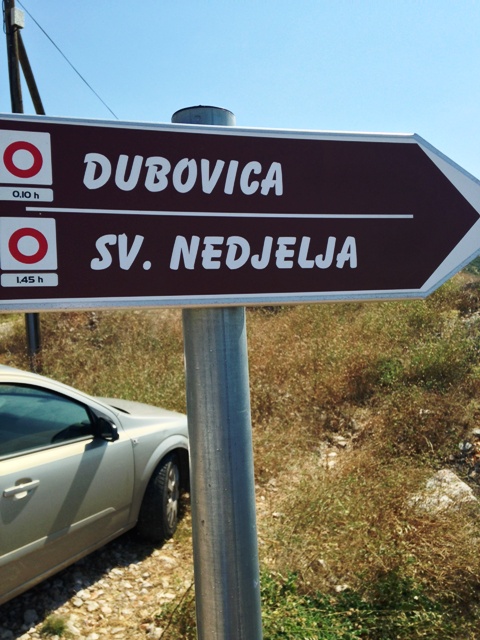 DUBOVICA
0.10 h
SV. NEDJELJA
1.45 h